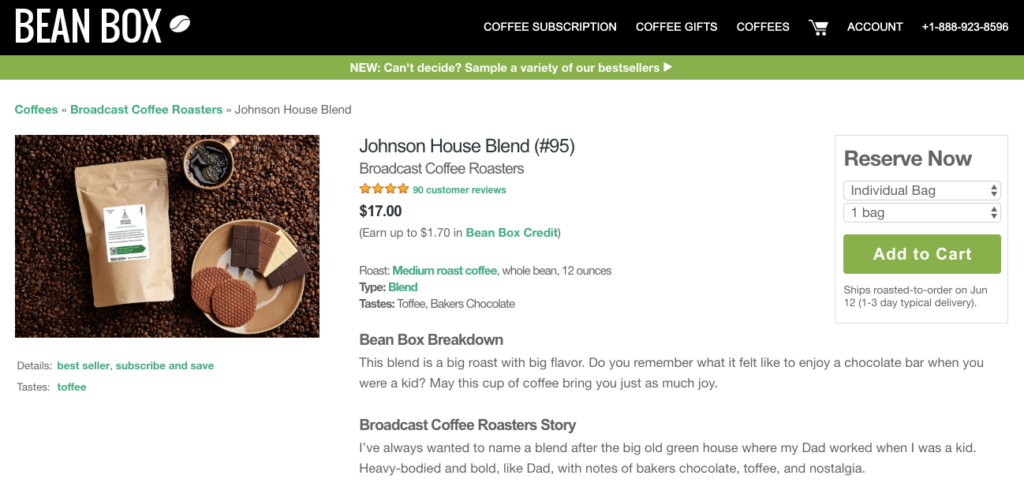 BEAN BOX
COFFEE SUBSCRIPTION COFFEE GIFTS COFFEES ACCOUNT +1-888-923-8596
NEW: Can't decide? Sample a variety of our bestsellers ▶
Coffees » Broadcast Coffee Roasters » Johnson House Blend
Johnson House Blend (#95)
Broadcast Coffee Roasters
90 customer reviews
$17.00
(Earn up to $1.70 in Bean Box Credit)
Roast: Medium roast coffee, whole bean, 12 ounces
Type: Blend
Tastes: Toffee, Bakers Chocolate
Reserve Now
Individual Bag
1 bag
Add to Cart
Ships roasted-to-order on Jun
12 (1-3 day typical delivery).
Details: best seller, subscribe and save
Tastes: toffee
Bean Box Breakdown
This blend is a big roast with big flavor. Do you remember what it felt like to enjoy a chocolate bar when you
were a kid? May this cup of coffee bring you just as much joy.
Broadcast Coffee Roasters Story
I've always wanted to name a blend after the big old green house where my Dad worked when I was a kid.
Heavy-bodied and bold, like Dad, with notes of bakers chocolate, toffee, and nostalgia.